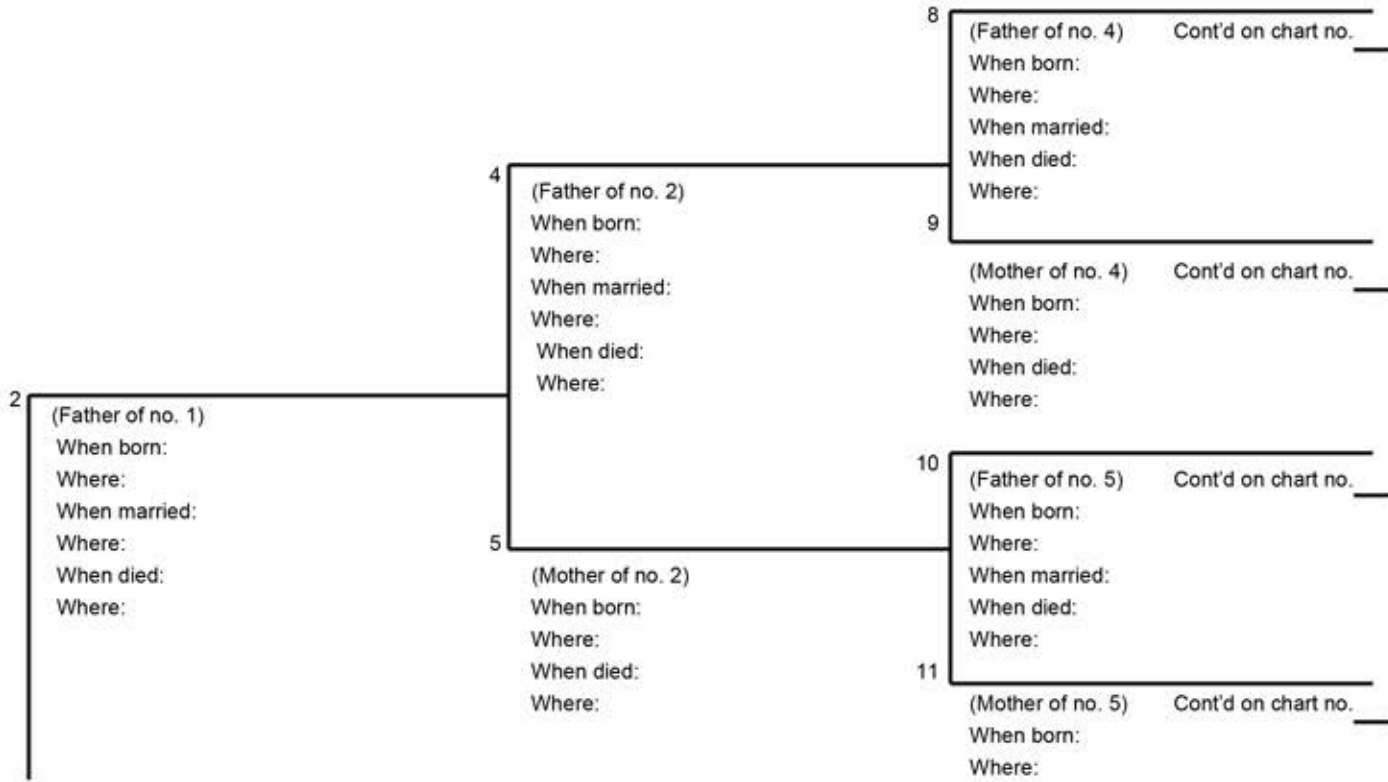 8
(Father of no. 4) Cont'd on chart no.
When born:
Where:
When married:
When died:
Where:
9
(Mother of no. 4) Cont'd on chart no.
When born:
Where:
When died:
Where:
4
(Father of no. 2)
When born:
Where:
When married:
Where:
When died:
Where:
2
(Father of no. 1)
When born:
Where:
When married:
Where:
When died:
Where:
5
(Mother of no. 2)
When born:
Where:
When died:
Where:
10
(Father of no. 5) Cont'd on chart no.
When born:
Where:
When married:
When died:
Where:
11
(Mother of no. 5) Cont'd on chart no.
When born:
Where: